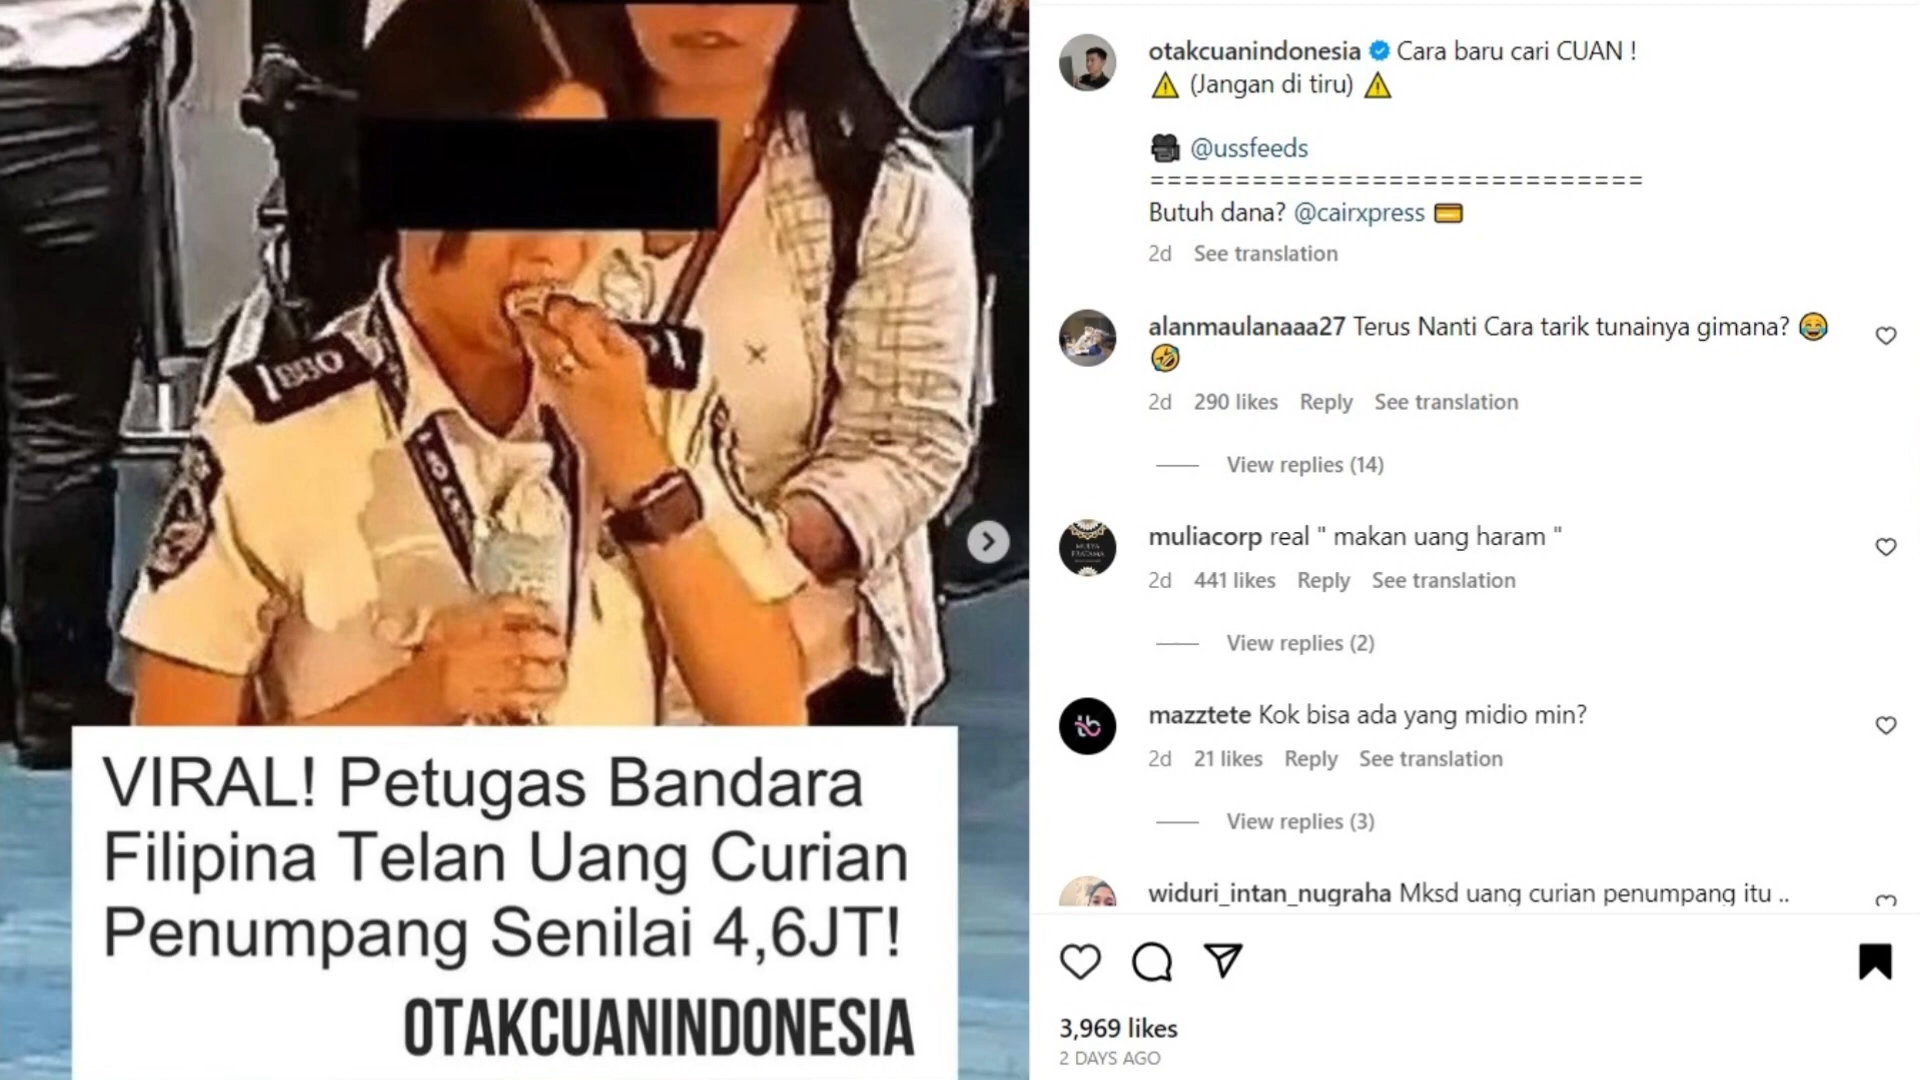 VIRAL! Petugas Bandara
Filipina Telan Uang Curian
Penumpang Senilai 4,6JT!
OTAKCUANINDONESIA
otakcuanindonesia Cara baru cari CUAN !
⚠ (Jangan di tiru) ⚠
🎥 @ussfeeds
=============================
Butuh dana? @cairxpress 💳
2d See translation
alanmaulanaaa27 Terus Nanti Cara tarik tunainya gimana? 😂
🤣
2d 290 likes Reply See translation
View replies (14)
muliacorp real " makan uang haram "
2d 441 likes Reply See translation
View replies (2)
mazztete Kok bisa ada yang midio min?
2d 21 likes Reply See translation
View replies (3)
widuri_intan_nugraha Mksd uang curian penumpang itu ..
3,969 likes
2 DAYS AGO